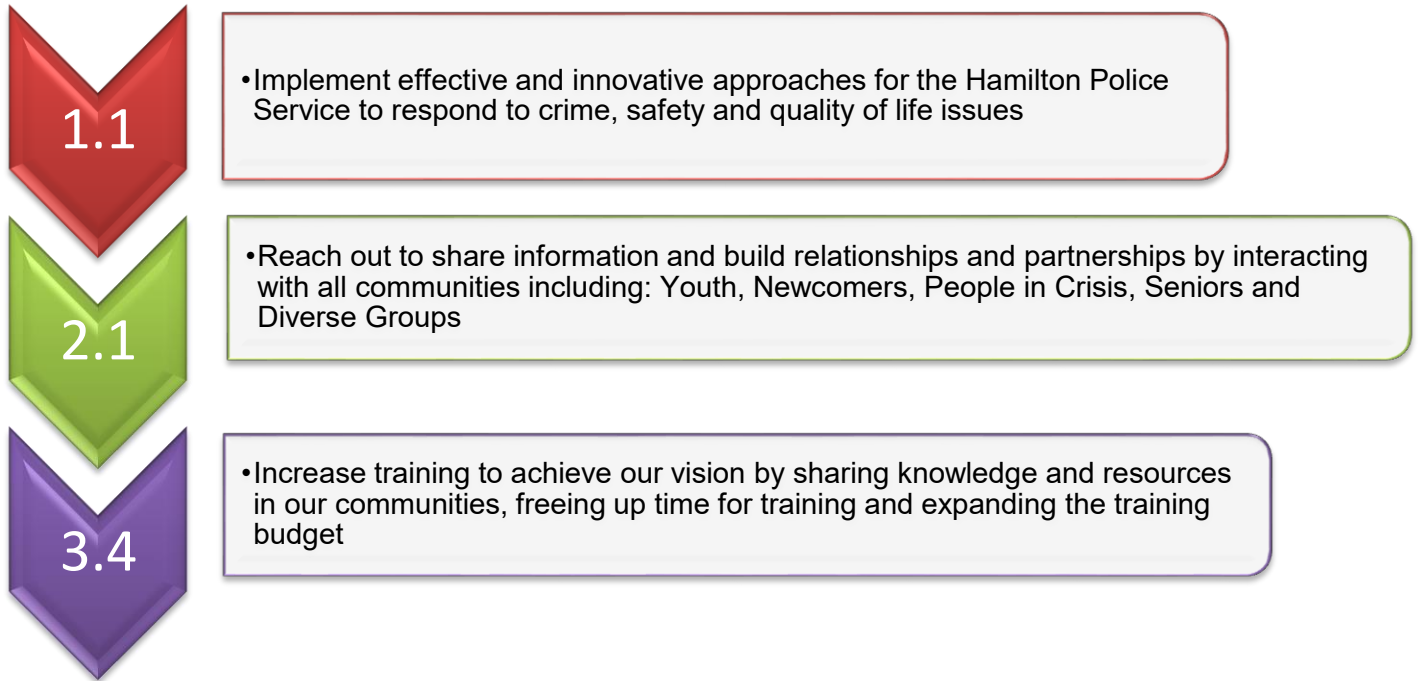 1.1
•Implement effective and innovative approaches for the Hamilton Police
Service to respond to crime, safety and quality of life issues
2.1
•Reach out to share information and build relationships and partnerships by interacting
with all communities including: Youth, Newcomers, People in Crisis, Seniors and
Diverse Groups
3.4
•Increase training to achieve our vision by sharing knowledge and resources
in our communities, freeing up time for training and expanding the training
budget